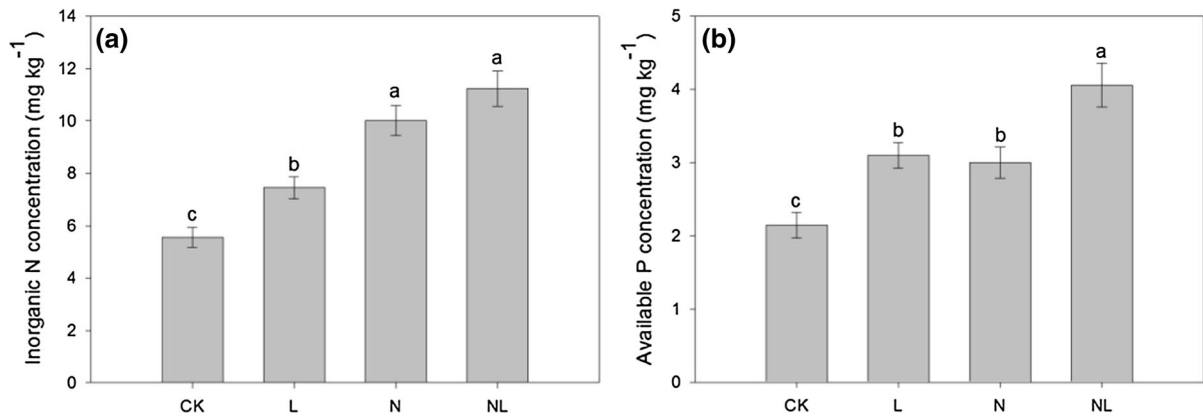 (a)
Inorganic N concentration (mg kg⁻¹)
14
12
10
8
6
4
2
0
c
b
a
a
CK L N NL
(b)
Available P concentration (mg kg⁻¹)
5
4
3
2
1
0
c
b
b
a
CK L N NL